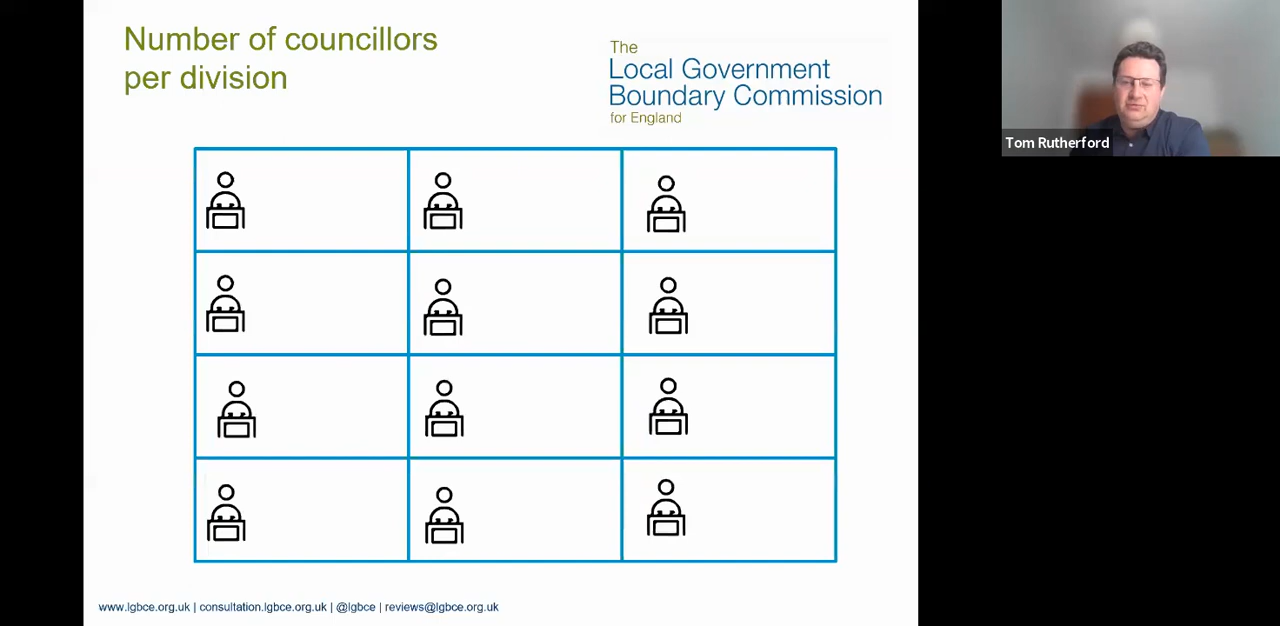 Number of councillors
per division
The
Local Government
Boundary Commission
for England
Tom Rutherford
www.lgbce.org.uk | consultation.lgbce.org.uk | @lgbce | reviews@lgbce.org.uk